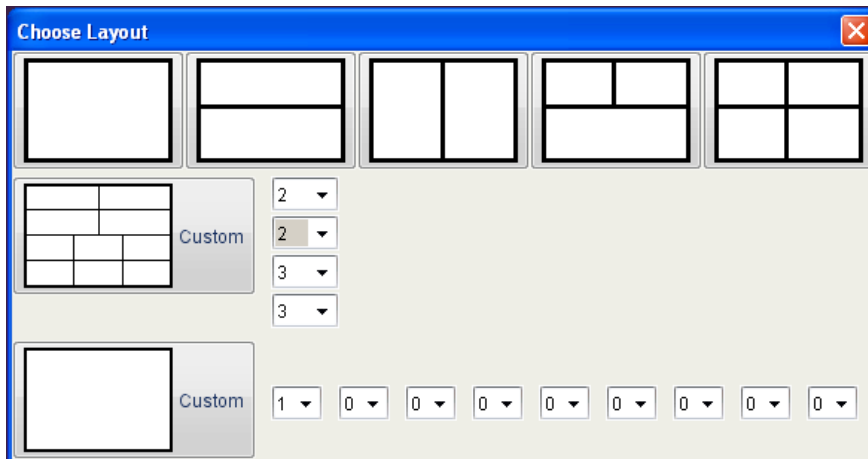 Choose Layout
2
Custom 2
3
3
Custom 1 0 0 0 0 0 0 0 0